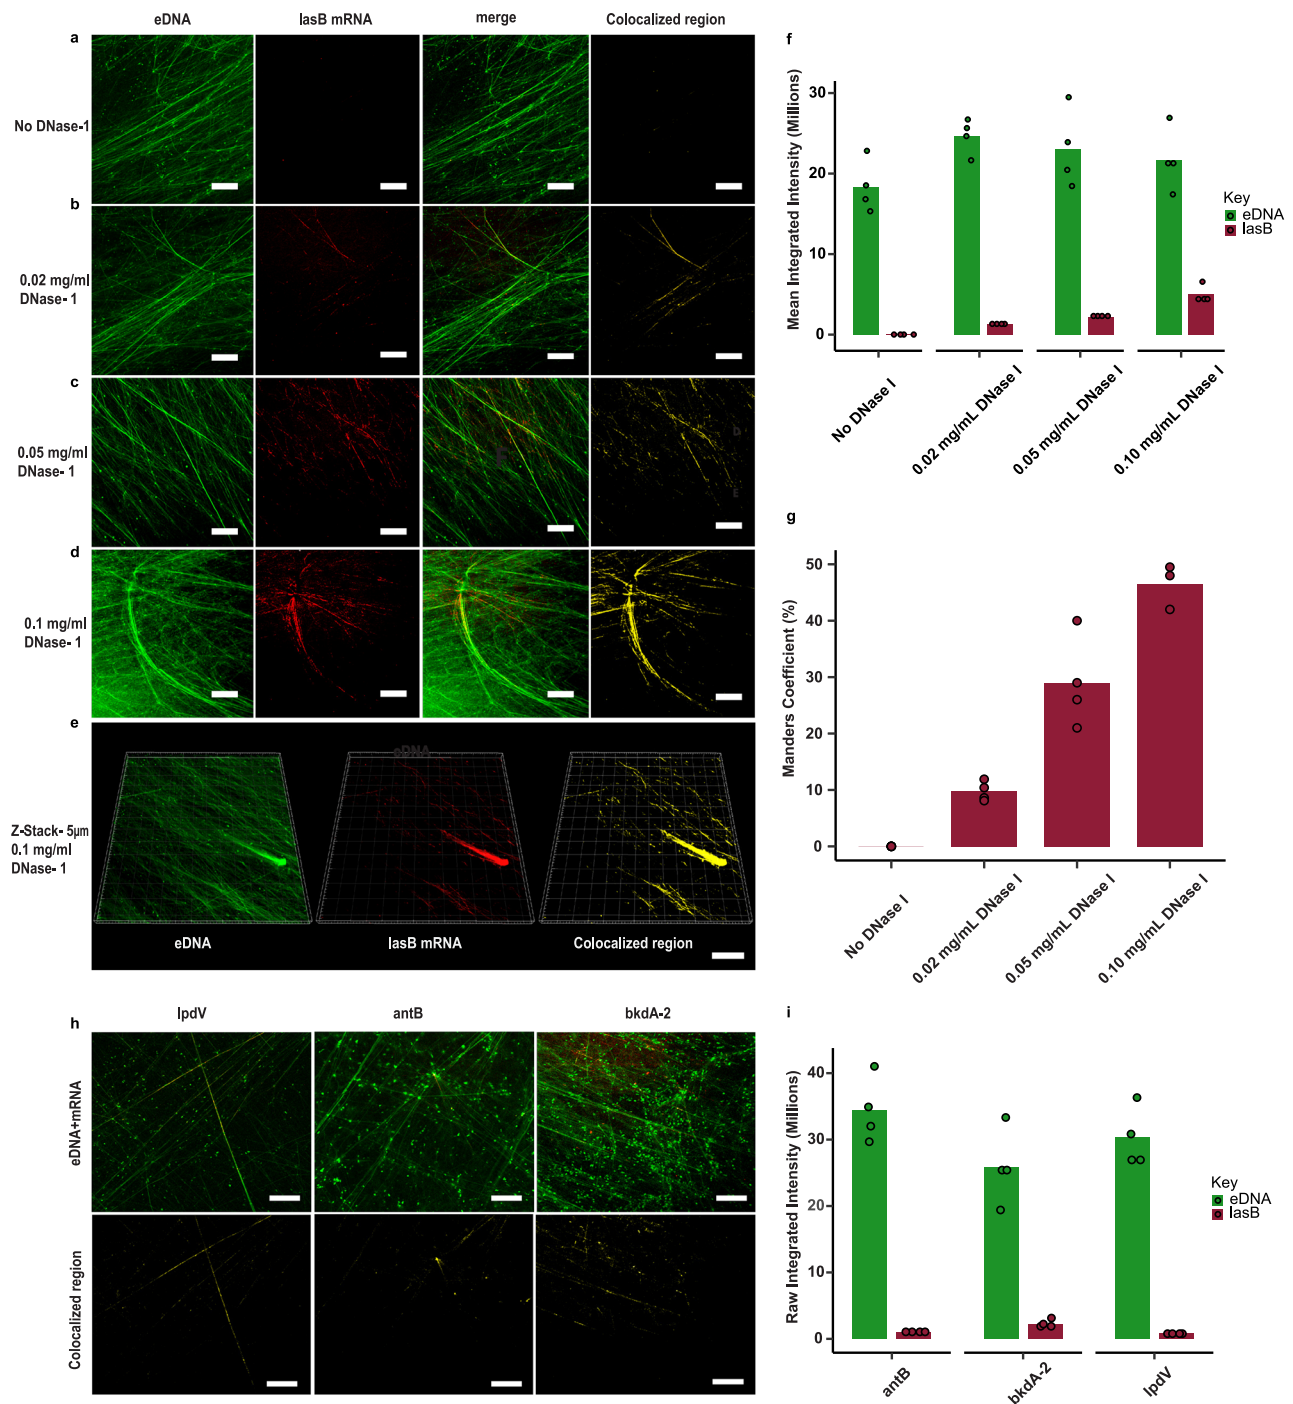 eDNA lasB mRNA merge Colocalized region
a
No DNase-1
b
0.02 mg/ml
DNase- 1
c
0.05 mg/ml
DNase- 1
D
E
d
0.1 mg/ml
DNase- 1
e
eDNA
Z-Stack- 5µm
0.1 mg/ml
DNase- 1
eDNA lasB mRNA Colocalized region
f
Mean Integrated Intensity (Millions)
30
20
10
0
No DNase I
0.02 mg/mL DNase I
0.05 mg/mL DNase I
0.10 mg/mL DNase I
Key
eDNA
lasB
g
Manders Coefficient (%)
50
40
30
20
10
0
No DNase I
0.02 mg/mL DNase I
0.05 mg/mL DNase I
0.10 mg/mL DNase I
h
lpdV antB bkdA-2
eDNA+mRNA
Colocalized region
i
Raw Integrated Intensity (Millions)
40
30
20
10
0
antB
bkdA-2
lpdV
Key
eDNA
lasB